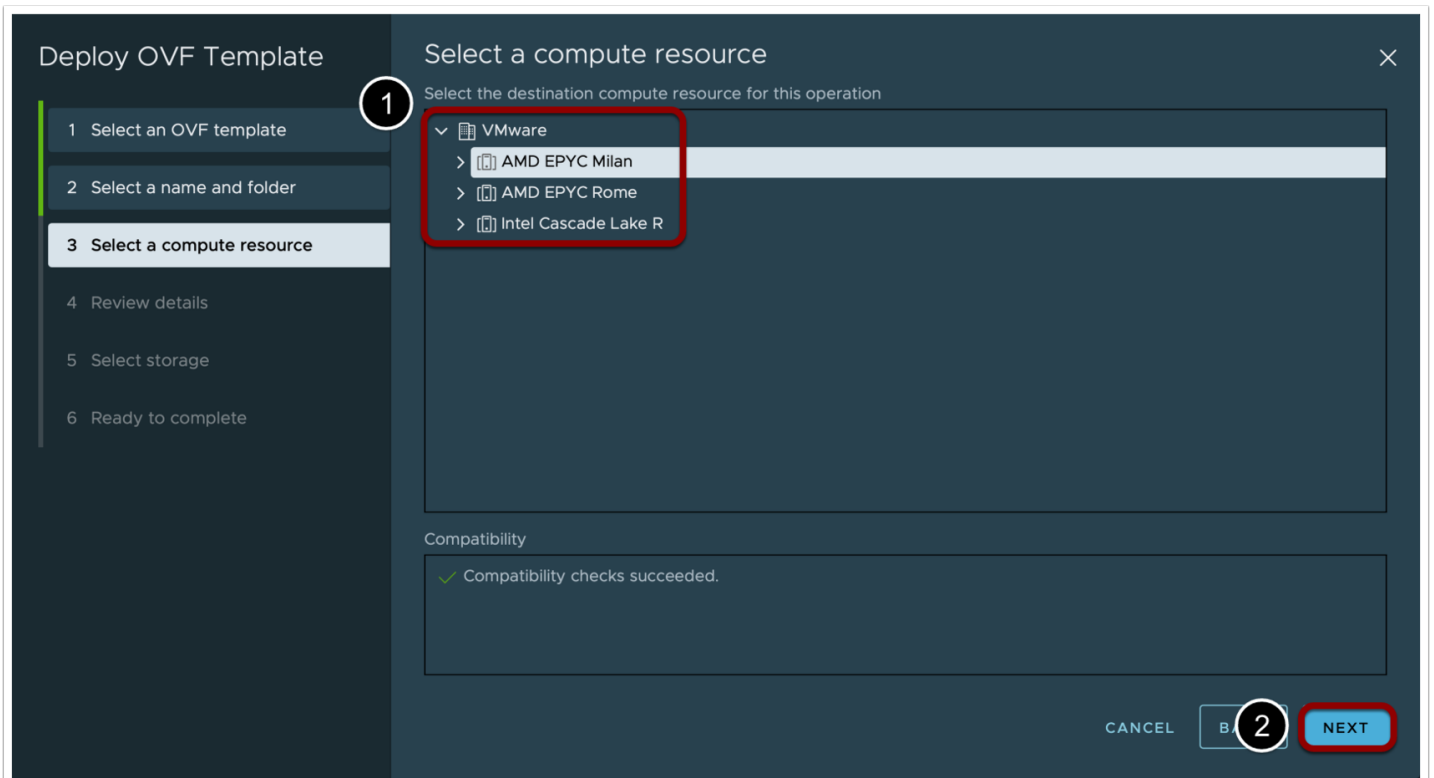 Deploy OVF Template
1 Select an OVF template
2 Select a name and folder
3 Select a compute resource
4 Review details
5 Select storage
6 Ready to complete
Select a compute resource
Select the destination compute resource for this operation
1
VMware
AMD EPYC Milan
AMD EPYC Rome
Intel Cascade Lake R
Compatibility
Compatibility checks succeeded.
CANCEL
2
NEXT